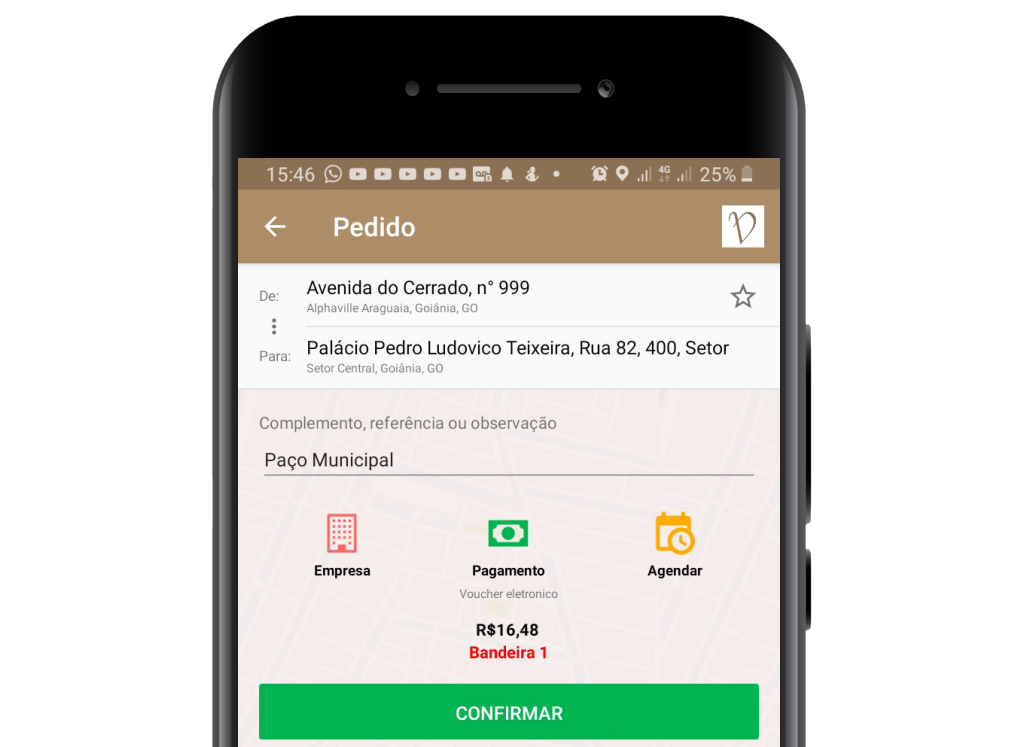 15:46 4G 25%
Pedido
V
De:
Avenida do Cerrado, n° 999
Alphaville Araguaia, Goiânia, GO
Para:
Palácio Pedro Ludovico Teixeira, Rua 82, 400, Setor
Setor Central, Goiânia, GO
Complemento, referência ou observação
Paço Municipal
Empresa
Pagamento
Agendar
Voucher eletronico
R$16,48
Bandeira 1
CONFIRMAR